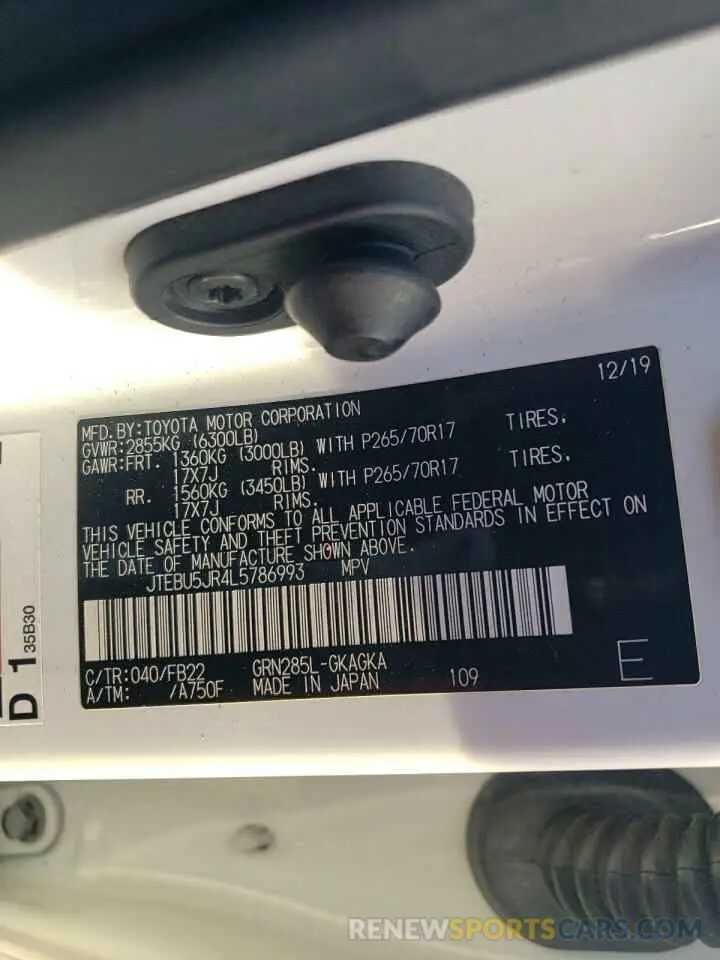 12/19
MFD.BY:TOYOTA MOTOR CORPORATION
GVWR:2855KG (6300LB)
GAWR:FRT. 1360KG (3000LB) WITH P265/70R17 TIRES,
17X7J RIMS.
RR. 1560KG (3450LB) WITH P265/70R17 TIRES,
17X7J RIMS.
THIS VEHICLE CONFORMS TO ALL APPLICABLE FEDERAL MOTOR
VEHICLE SAFETY AND THEFT PREVENTION STANDARDS IN EFFECT ON
THE DATE OF MANUFACTURE SHOWN ABOVE.
JTEBU5JR4L5786993 MPV
C/TR:040/FB22 GRN285L-GKAGKA
A/TM: /A750F MADE IN JAPAN 109
E
D 1 35B30
RENEWSPORTSCARS.COM